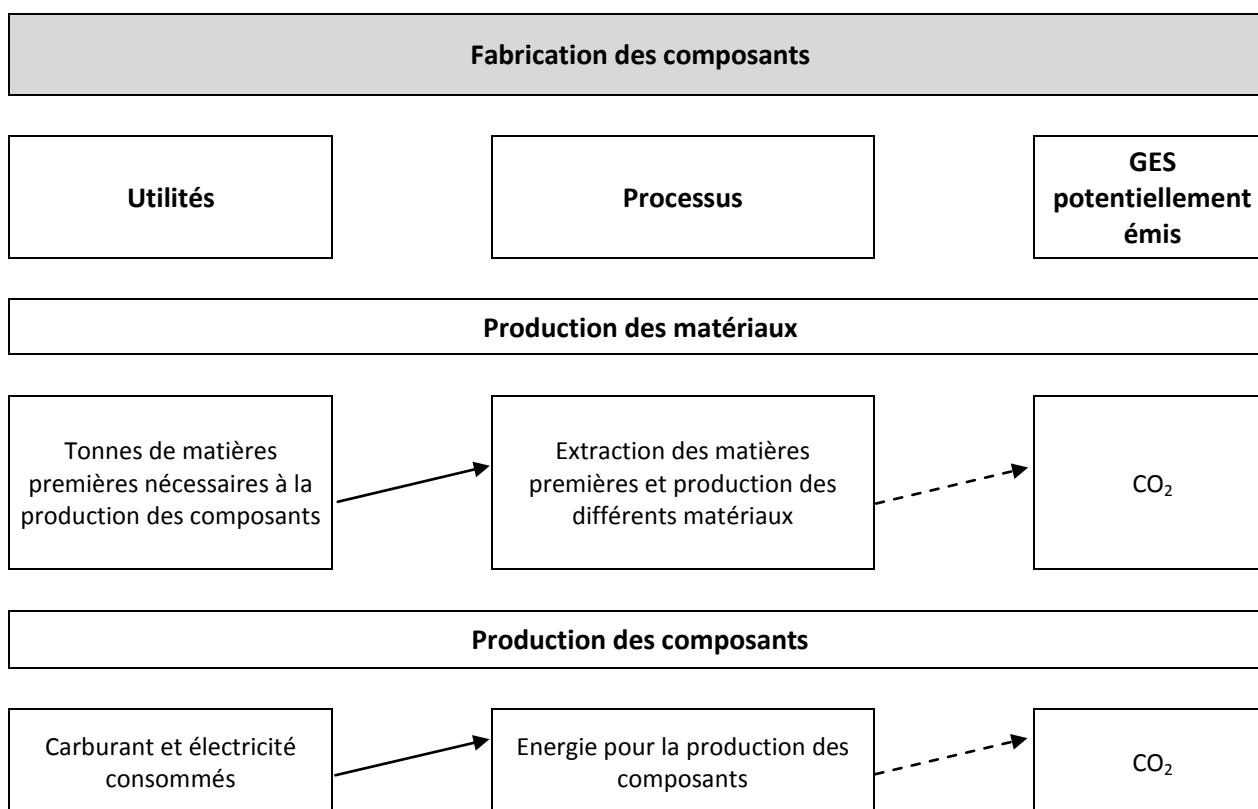 Fabrication des composants
Utilités
Processus
GES
potentiellement
émis
Production des matériaux
Tonnes de matières
premières nécessaires à la
production des composants
Extraction des matières
premières et production des
différents matériaux
CO₂
Production des composants
Carburant et électricité
consommés
Energie pour la production des
composants
CO₂